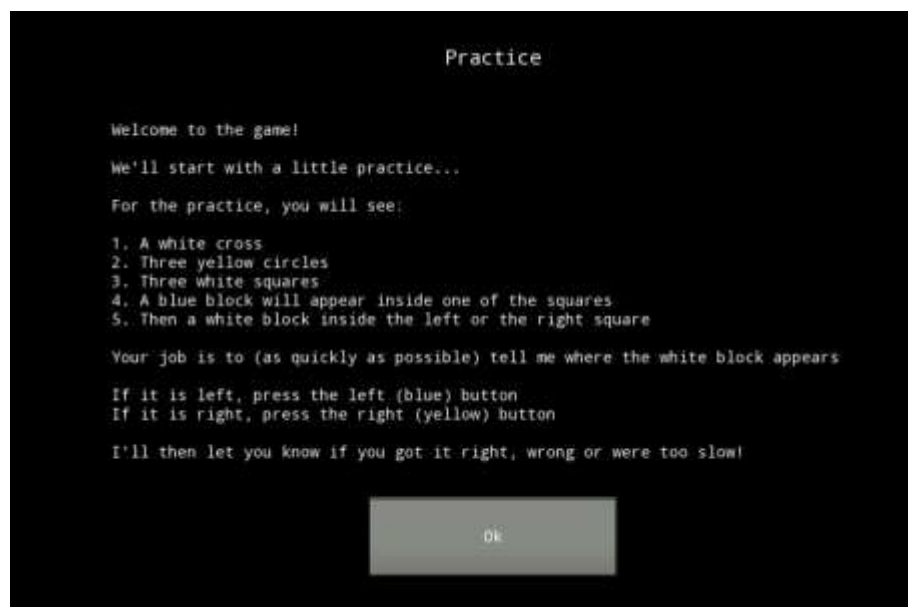 Practice
Welcome to the game!
We'll start with a little practice...
For the practice, you will see:
1. A white cross
2. Three yellow circles
3. Three white squares
4. A blue block will appear inside one of the squares
5. Then a white block inside the left or the right square
Your job is to (as quickly as possible) tell me where the white block appears
If it is left, press the left (blue) button
If it is right, press the right (yellow) button
I'll then let you know if you got it right, wrong or were too slow!
Ok